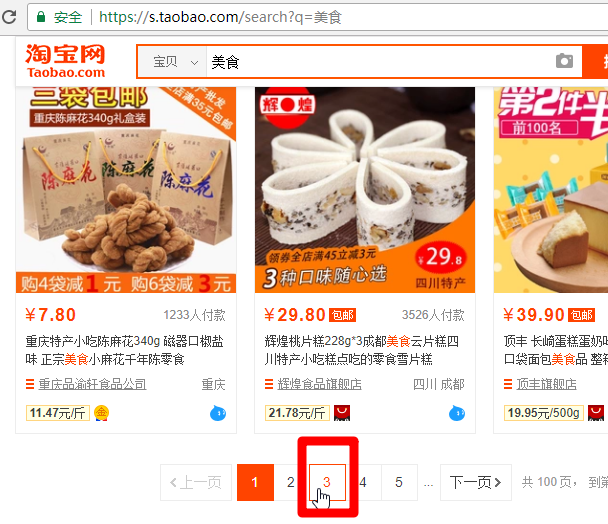 安全 https://s.taobao.com/search?q=美食
淘宝网
Taobao.com
宝贝 美食
三袋包邮
重庆陈麻花340g礼盒装
满35元包邮
陈麻花 陈麻花
购4袋减1元 购6袋减3元
辉煌
领券全店满45立减3元
¥29.8
3种口味随心选
四川特产
第2件半
前100名
¥7.80 1233人付款
重庆特产小吃陈麻花340g 磁器口椒盐
味 正宗美食小麻花千年陈零食
重庆品渝轩食品公司 重庆
11.47元/斤
¥29.80 包邮 3526人付款
辉煌桃片糕228g*3成都美食云片糕四
川特产小吃糕点吃的零食雪片糕
辉煌食品旗舰店 四川 成都
21.78元/斤
¥39.90 包邮
顶丰 长崎蛋糕蛋奶味
口袋面包美食品 整箱
顶丰旗舰店
19.95元/500g
上一页 1 2 3 4 5 ... 下一页 共 100 页， 到第